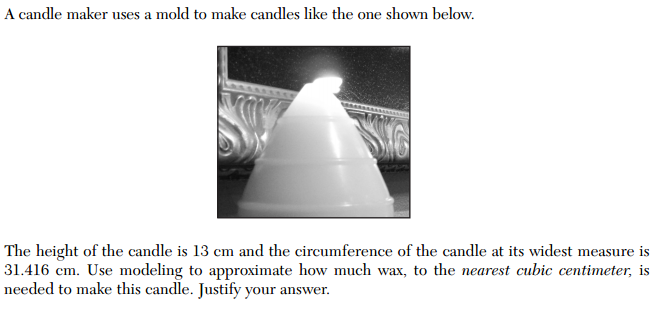 A candle maker uses a mold to make candles like the one shown below.
The height of the candle is 13 cm and the circumference of the candle at its widest measure is
31.416 cm. Use modeling to approximate how much wax, to the nearest cubic centimeter, is
needed to make this candle. Justify your answer.